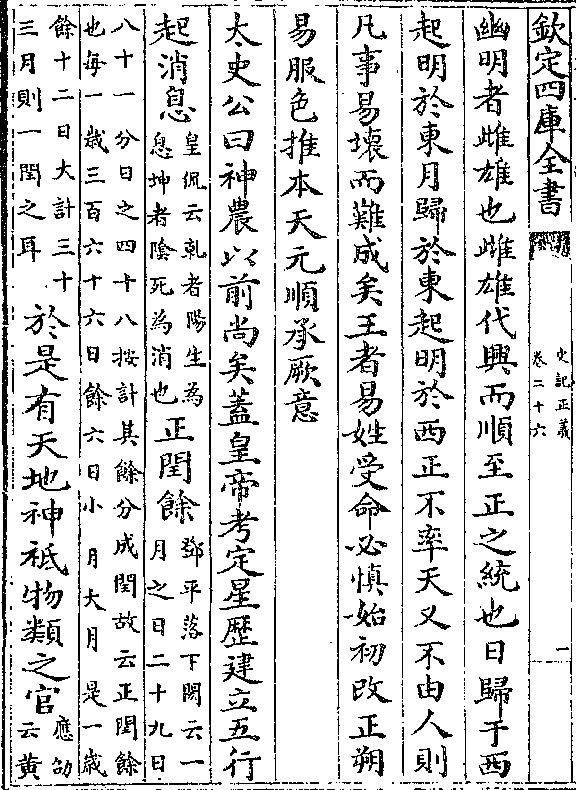 欽定四庫全書
史記正義
卷二十六
一
幽明者雌雄也雌雄代興而順至正之統也日歸于西
起明於東月歸於東起明於西正不率天又不由人則
凡事易壞而難成矣王者易姓受命必慎始初改正朔
易服色推本天元順承厥意
太史公曰神農以前尚矣蓋皇帝考定星歷建立五行
起消息
皇侃云乹者陽生為
息坤者陰死為消也
正閏餘
鄧平落下閎云一
月之日二十九日
八十一分日之四十八按計其餘分成閏故云正閏餘
也每一歲三百六十六日餘六日小月大月是一歲
餘十二日大計三十
三月則一閏之耳
於是有天地神祇物類之官
應劭
云黃